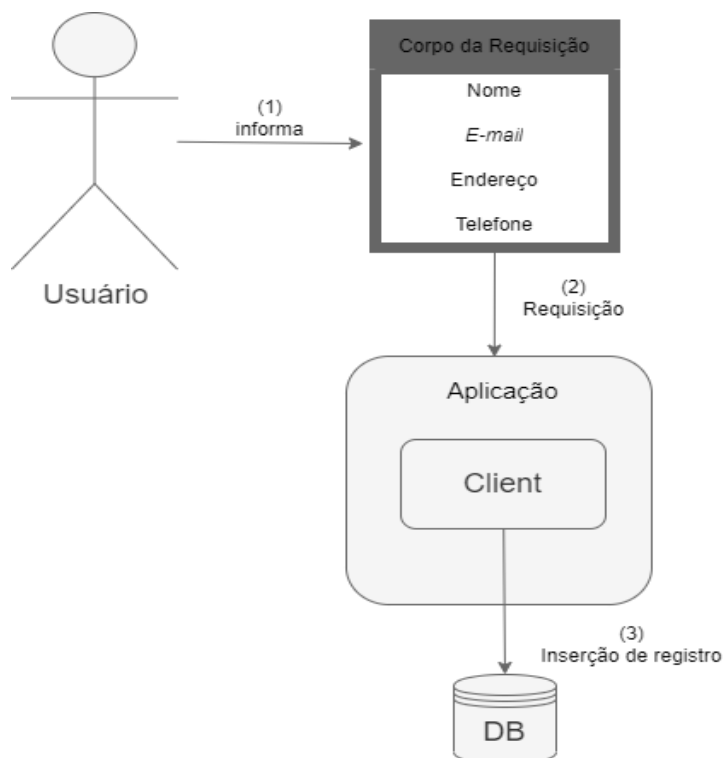 Corpo da Requisição
Nome
E-mail
Endereço
Telefone
(1)
informa
Usuário
(2)
Requisição
Aplicação
Client
(3)
Inserção de registro
DB